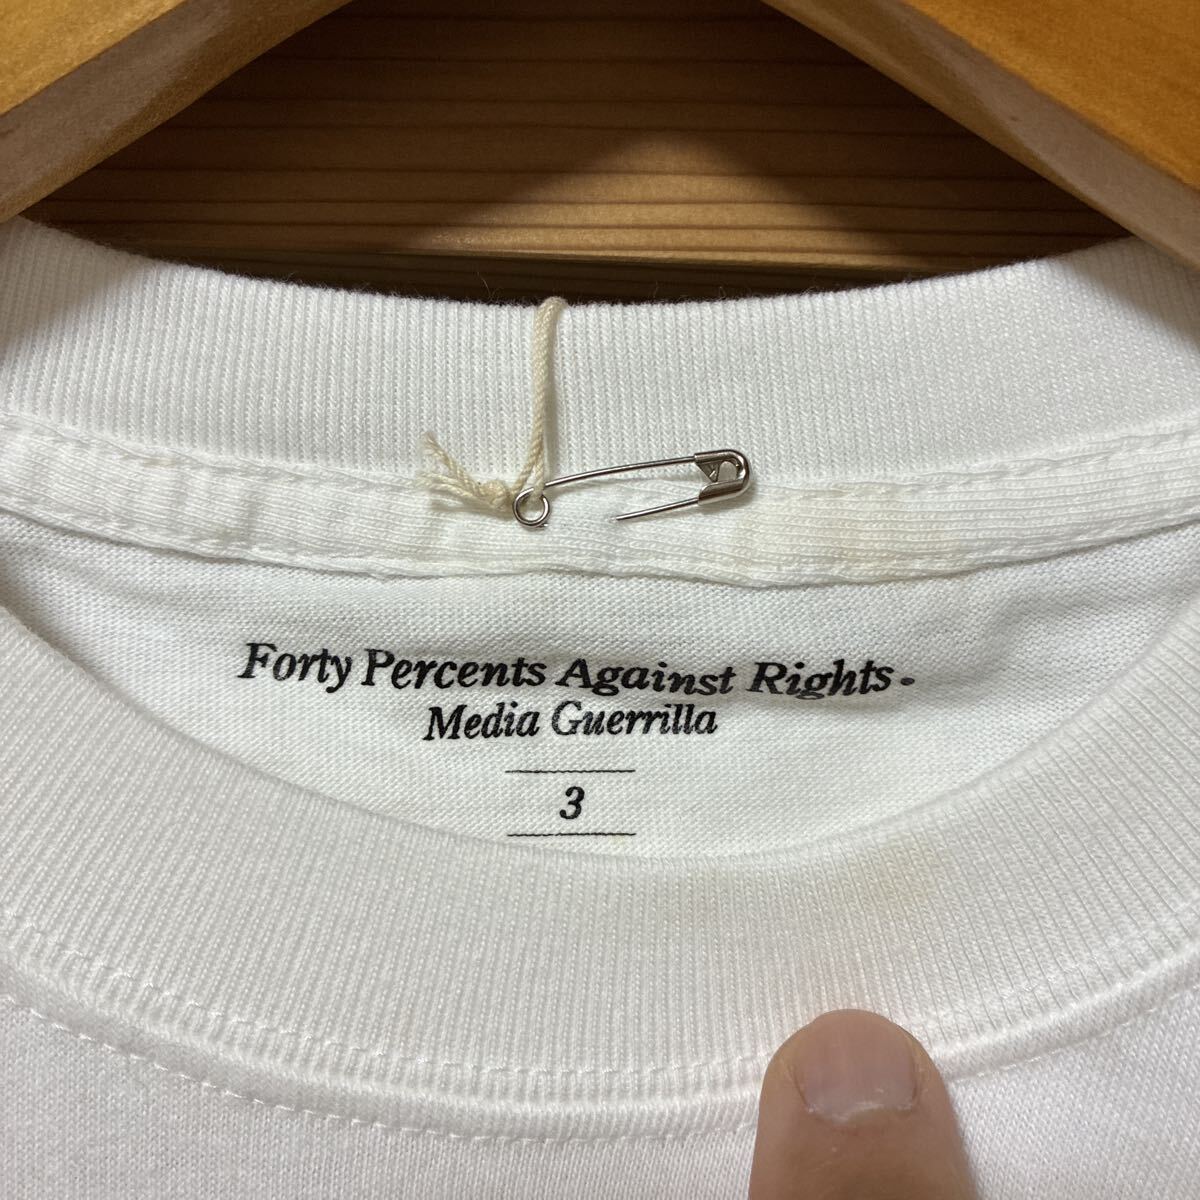 Forty Percents Against Rights.
Media Guerrilla
3